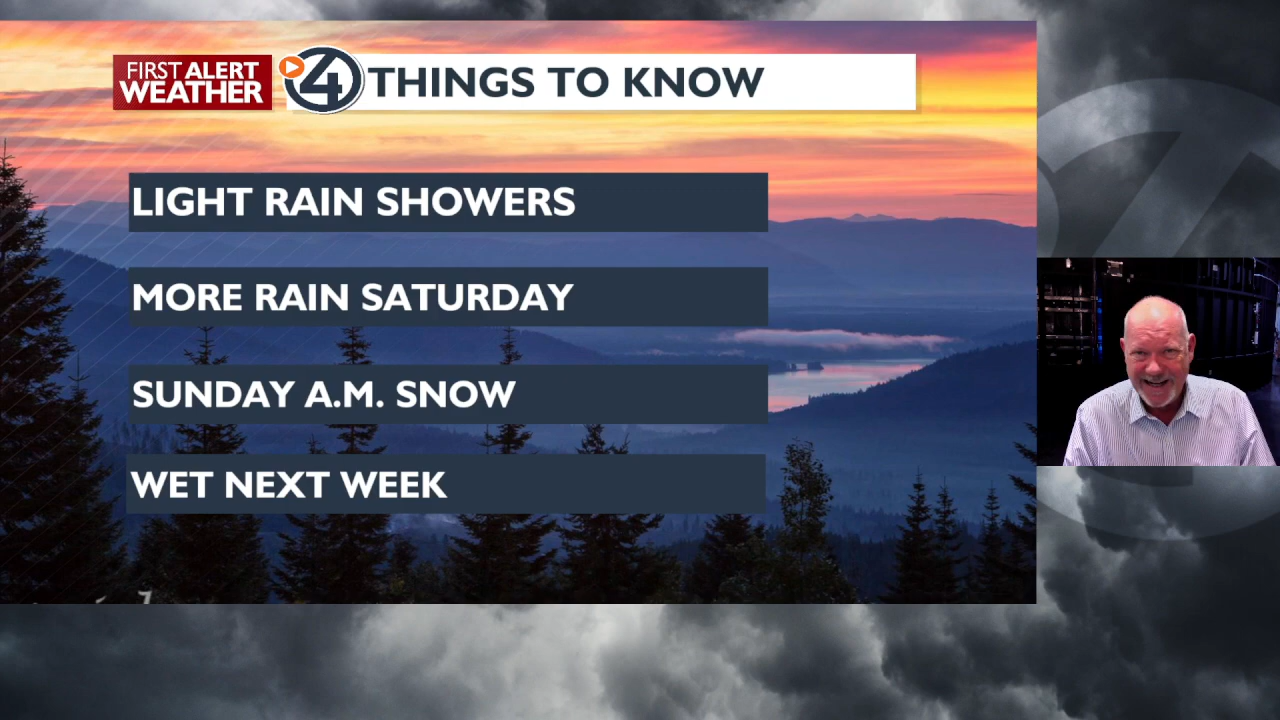 FIRST ALERT
WEATHER
4 THINGS TO KNOW
LIGHT RAIN SHOWERS
MORE RAIN SATURDAY
SUNDAY A.M. SNOW
WET NEXT WEEK